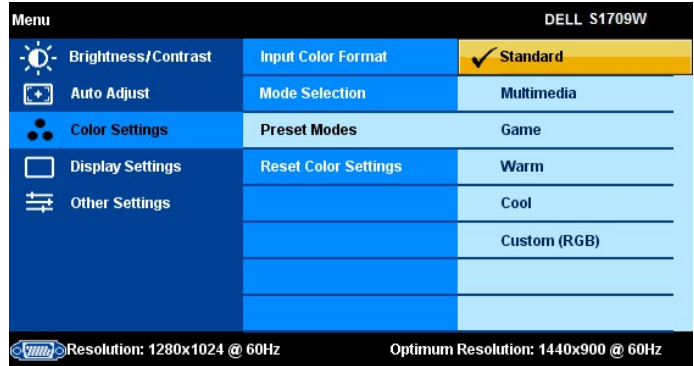 Menu DELL S1709W
Brightness/Contrast Input Color Format Standard
Auto Adjust Mode Selection Multimedia
Color Settings Preset Modes Game
Display Settings Reset Color Settings Warm
Other Settings Cool
Custom (RGB)
Resolution: 1280x1024 @ 60Hz Optimum Resolution: 1440x900 @ 60Hz